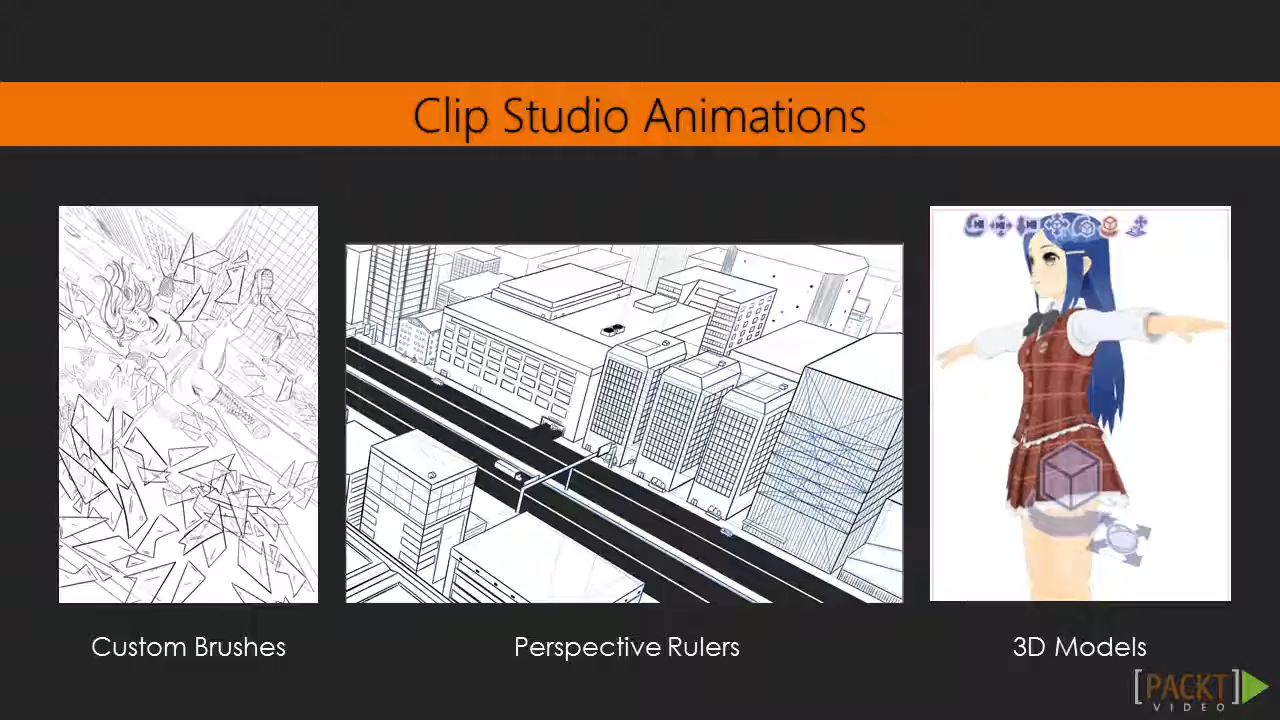 Clip Studio Animations
Custom Brushes
Perspective Rulers
3D Models
[PACKT]
VIDEO